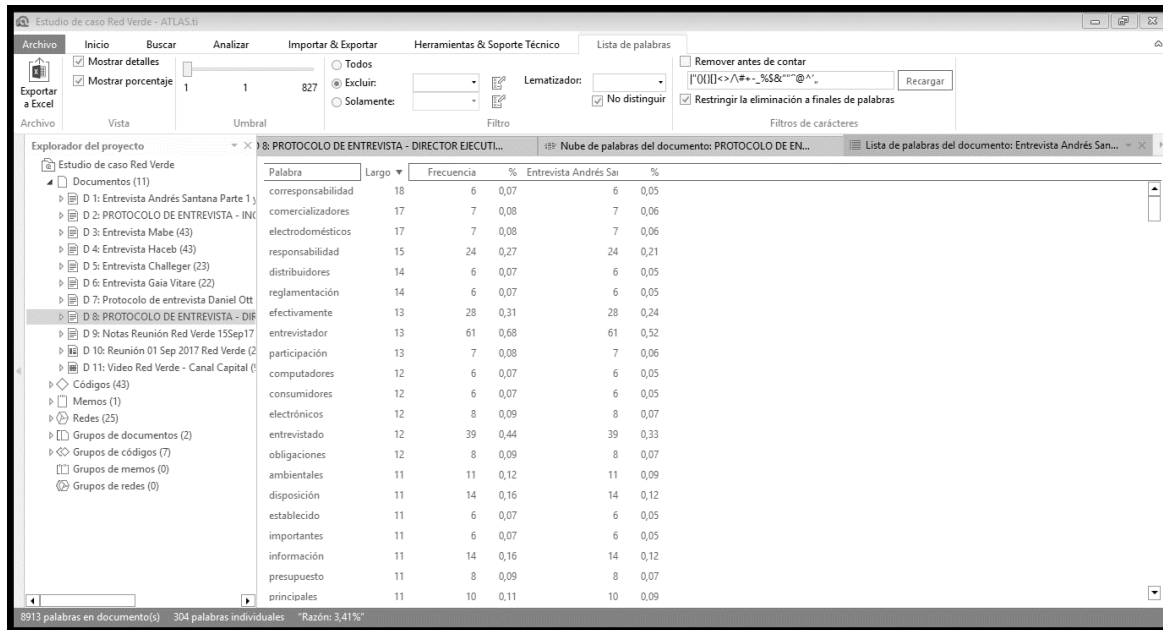 Estudio de caso Red Verde - ATLAS.ti
Archivo Inicio Buscar Analizar Importar & Exportar Herramientas & Soporte Técnico Lista de palabras
Exportar a Excel
Archivo
Mostrar detalles
Mostrar porcentaje
Vista
1 1 827
Umbral
Todos
Excluir:
Solamente:
Lematizador:
No distinguir
Filtro
Remover antes de contar
Recargar
Restringir la eliminación a finales de palabras
Filtros de carácteres
Explorador del proyecto
8: PROTOCOLO DE ENTREVISTA - DIRECTOR EJECUTI...
Nube de palabras del documento: PROTOCOLO DE EN...
Lista de palabras del documento: Entrevista Andrés San...
Estudio de caso Red Verde
Documentos (11)
D 1: Entrevista Andrés Santana Parte 1 y
D 2: PROTOCOLO DE ENTREVISTA - ING
D 3: Entrevista Mabe (43)
D 4: Entrevista Haceb (43)
D 5: Entrevista Challeger (23)
D 6: Entrevista Gaia Vitare (22)
D 7: Protocolo de entrevista Daniel Ott
D 8: PROTOCOLO DE ENTREVISTA - DIR
D 9: Notas Reunión Red Verde 15Sep17
D 10: Reunión 01 Sep 2017 Red Verde (2
D 11: Video Red Verde - Canal Capital (9
Códigos (43)
Memos (1)
Redes (25)
Grupos de documentos (2)
Grupos de códigos (7)
Grupos de memos (0)
Grupos de redes (0)
Palabra Largo Frecuencia % Entrevista Andrés Sai %
corresponsabilidad 18 6 0,07 6 0,05
comercializadores 17 7 0,08 7 0,06
electrodomésticos 17 7 0,08 7 0,06
responsabilidad 15 24 0,27 24 0,21
distribuidores 14 6 0,07 6 0,05
reglamentación 14 6 0,07 6 0,05
efectivamente 13 28 0,31 28 0,24
entrevistador 13 61 0,68 61 0,52
participación 13 7 0,08 7 0,06
computadores 12 6 0,07 6 0,05
consumidores 12 6 0,07 6 0,05
electrónicos 12 8 0,09 8 0,07
entrevistado 12 39 0,44 39 0,33
obligaciones 12 8 0,09 8 0,07
ambientales 11 11 0,12 11 0,09
disposición 11 14 0,16 14 0,12
establecido 11 6 0,07 6 0,05
importantes 11 6 0,07 6 0,05
información 11 14 0,16 14 0,12
presupuesto 11 8 0,09 8 0,07
principales 11 10 0,11 10 0,09
8913 palabras en documento(s) 304 palabras individuales "Razón: 3,41%"